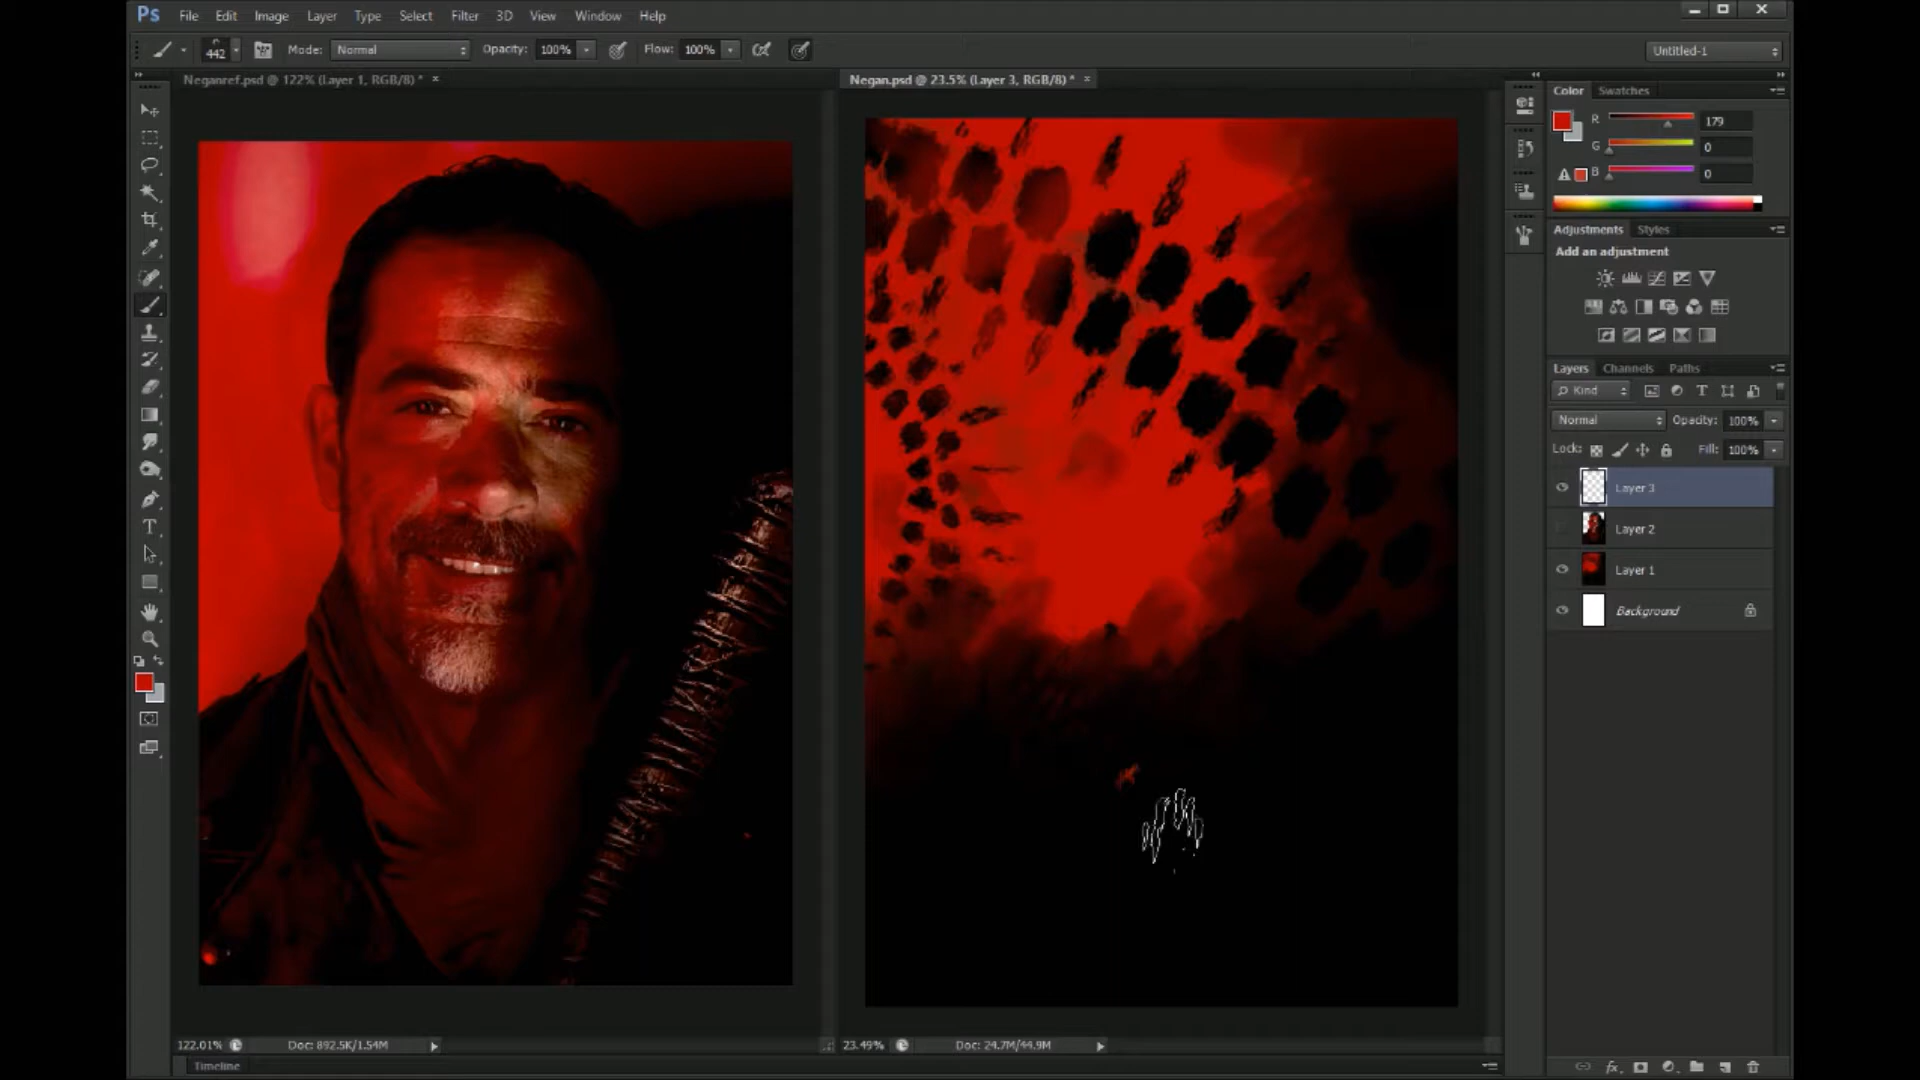 Ps File Edit Image Layer Type Select Filter 3D View Window Help
442 Mode: Normal Opacity: 100% Flow: 100% Untitled-1
Neganref.psd @ 122% (Layer 1, RGB/8) * × Negan.psd @ 23.5% (Layer 3, RGB/8) * ×
Color Swatches
R 179
G 0
B 0
Adjustments Styles
Add an adjustment
Layers Channels Paths
Kind T
Normal Opacity: 100%
Lock: Fill: 100%
Layer 3
Layer 2
Layer 1
Background
T
122.01% Doc: 892.5K/1.54M 23.49% Doc: 24.7M/44.9M
Timeline fx